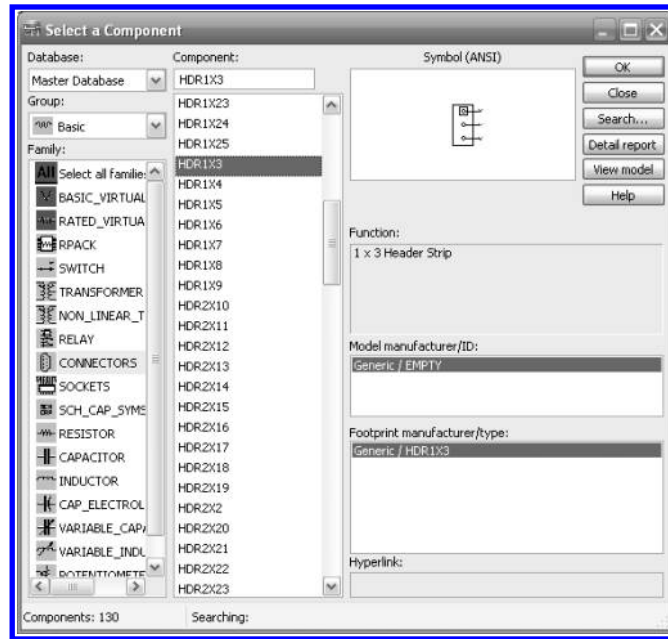 Select a Component
Database:
Master Database
Group:
Basic
Family:
All Select all families
BASIC_VIRTUAL
RATED_VIRTUA
RPACK
SWITCH
TRANSFORMER
NON_LINEAR_T
RELAY
CONNECTORS
SOCKETS
SCH_CAP_SYMS
RESISTOR
CAPACITOR
INDUCTOR
CAP_ELECTROL
VARIABLE_CAP
VARIABLE_INDU
POTENTIOMETE
Component:
HDR1X3
HDR1X23
HDR1X24
HDR1X25
HDR1X3
HDR1X4
HDR1X5
HDR1X6
HDR1X7
HDR1X8
HDR1X9
HDR2X10
HDR2X11
HDR2X12
HDR2X13
HDR2X14
HDR2X15
HDR2X16
HDR2X17
HDR2X18
HDR2X19
HDR2X2
HDR2X20
HDR2X21
HDR2X22
HDR2X23
Symbol (ANSI)
Function:
1 x 3 Header Strip
Model manufacturer/ID:
Generic / EMPTY
Footprint manufacturer/type:
Generic / HDR1X3
Hyperlink:
OK
Close
Search...
Detail report
View model
Help
Components: 130
Searching: